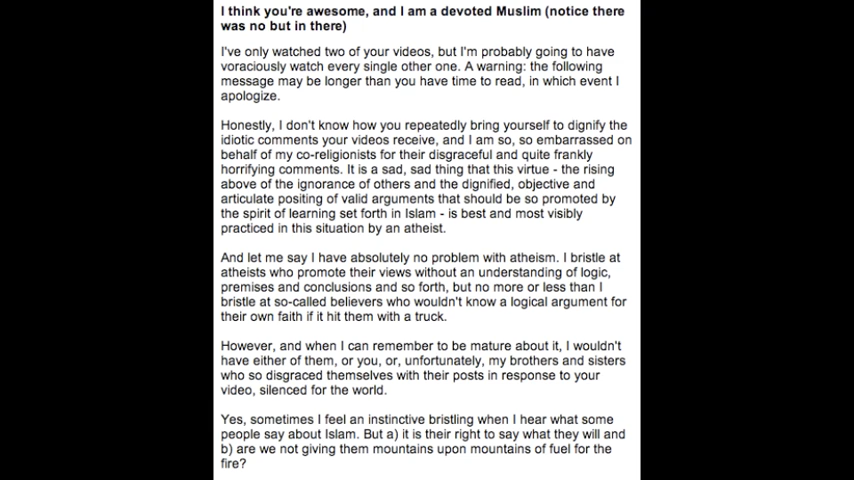 I think you're awesome, and I am a devoted Muslim (notice there
was no but in there)
I've only watched two of your videos, but I'm probably going to have
voraciously watch every single other one. A warning: the following
message may be longer than you have time to read, in which event I
apologize.
Honestly, I don't know how you repeatedly bring yourself to dignify the
idiotic comments your videos receive, and I am so, so embarrassed on
behalf of my co-religionists for their disgraceful and quite frankly
horrifying comments. It is a sad, sad thing that this virtue - the rising
above of the ignorance of others and the dignified, objective and
articulate positing of valid arguments that should be so promoted by
the spirit of learning set forth in Islam - is best and most visibly
practiced in this situation by an atheist.
And let me say I have absolutely no problem with atheism. I bristle at
atheists who promote their views without an understanding of logic,
premises and conclusions and so forth, but no more or less than I
bristle at so-called believers who wouldn't know a logical argument for
their own faith if it hit them with a truck.
However, and when I can remember to be mature about it, I wouldn't
have either of them, or you, or, unfortunately, my brothers and sisters
who so disgraced themselves with their posts in response to your
video, silenced for the world.
Yes, sometimes I feel an instinctive bristling when I hear what some
people say about Islam. But a) it is their right to say what they will and
b) are we not giving them mountains upon mountains of fuel for the
fire?